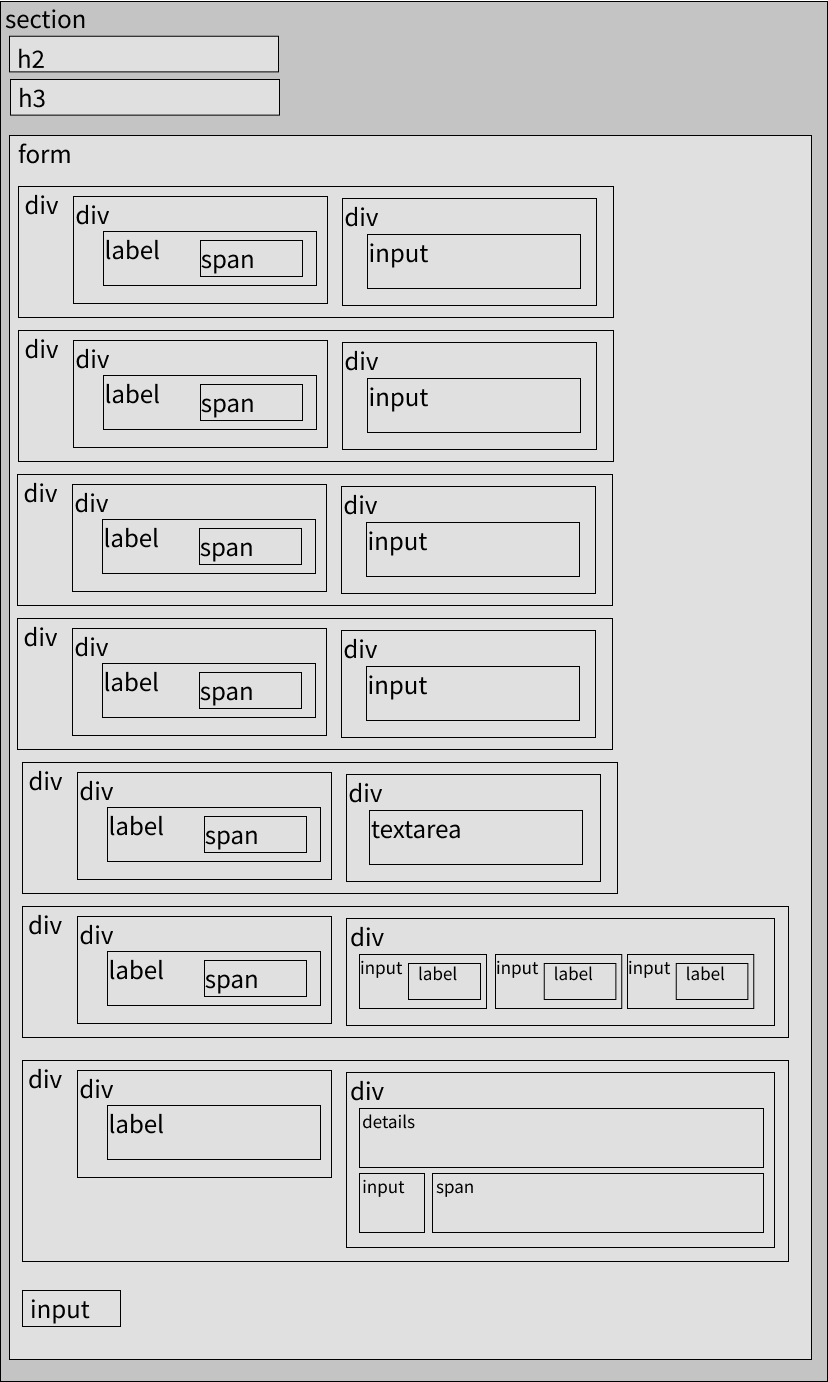 section
h2
h3
form
div div label span div input
div div label span div input
div div label span div input
div div label span div input
div div label span div textarea
div div label span div input label input label input label
div div label div details input span
input